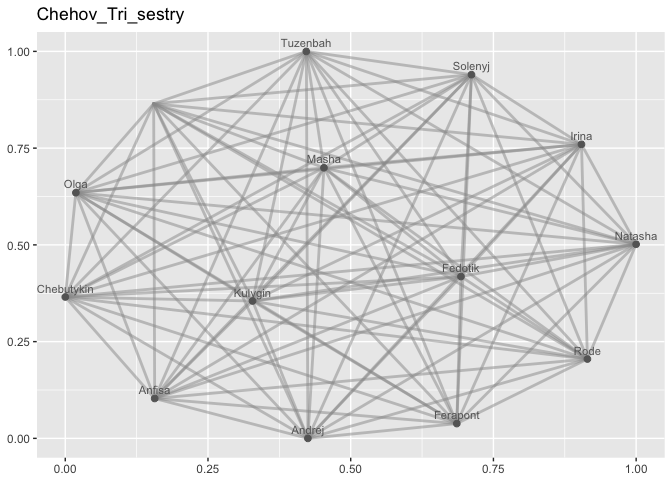 Chehov_Tri_sestry
1.00
Tuzenbah
Solenyj
0.75
Irina
Masha
Olga
0.50
Natasha
Fedotik
Chebutykin
Kulygin
0.25
Rode
Anfisa
Ferapont
Andrej
0.00
0.00
0.25
0.50
0.75
1.00